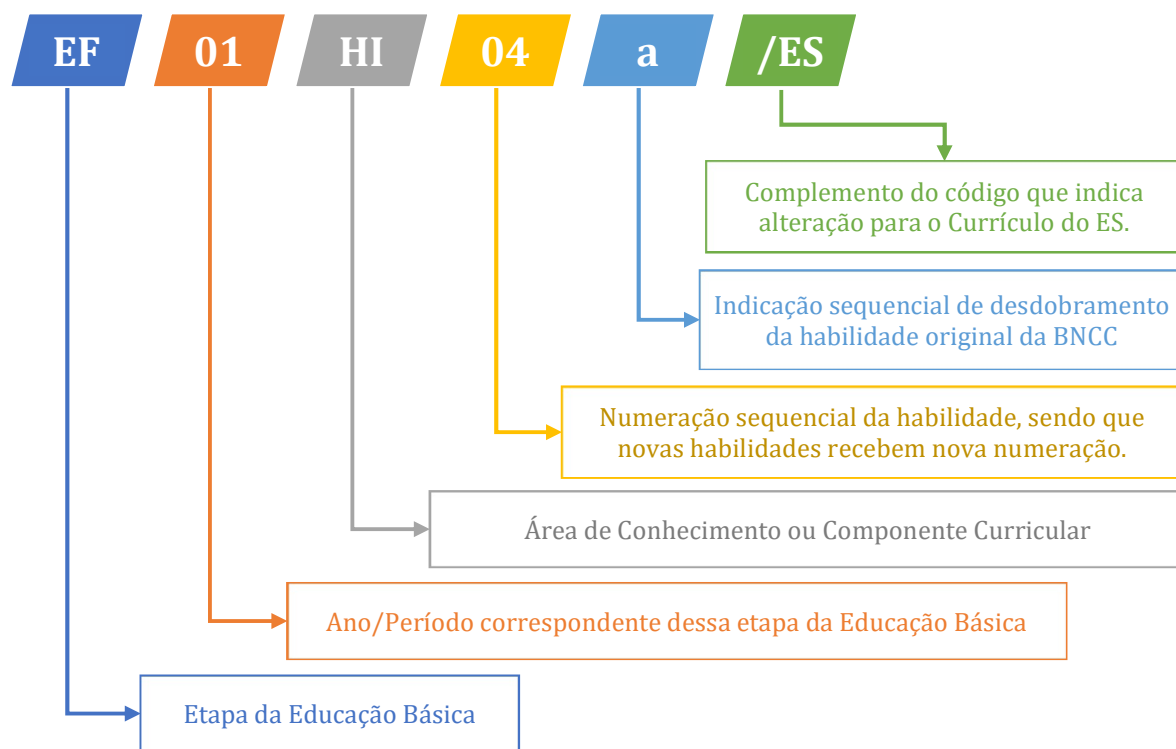 EF 01 HI 04 a /ES
Complemento do código que indica
alteração para o Currículo do ES.
Indicação sequencial de desdobramento
da habilidade original da BNCC
Numeração sequencial da habilidade, sendo que
novas habilidades recebem nova numeração.
Área de Conhecimento ou Componente Curricular
Ano/Período correspondente dessa etapa da Educação Básica
Etapa da Educação Básica